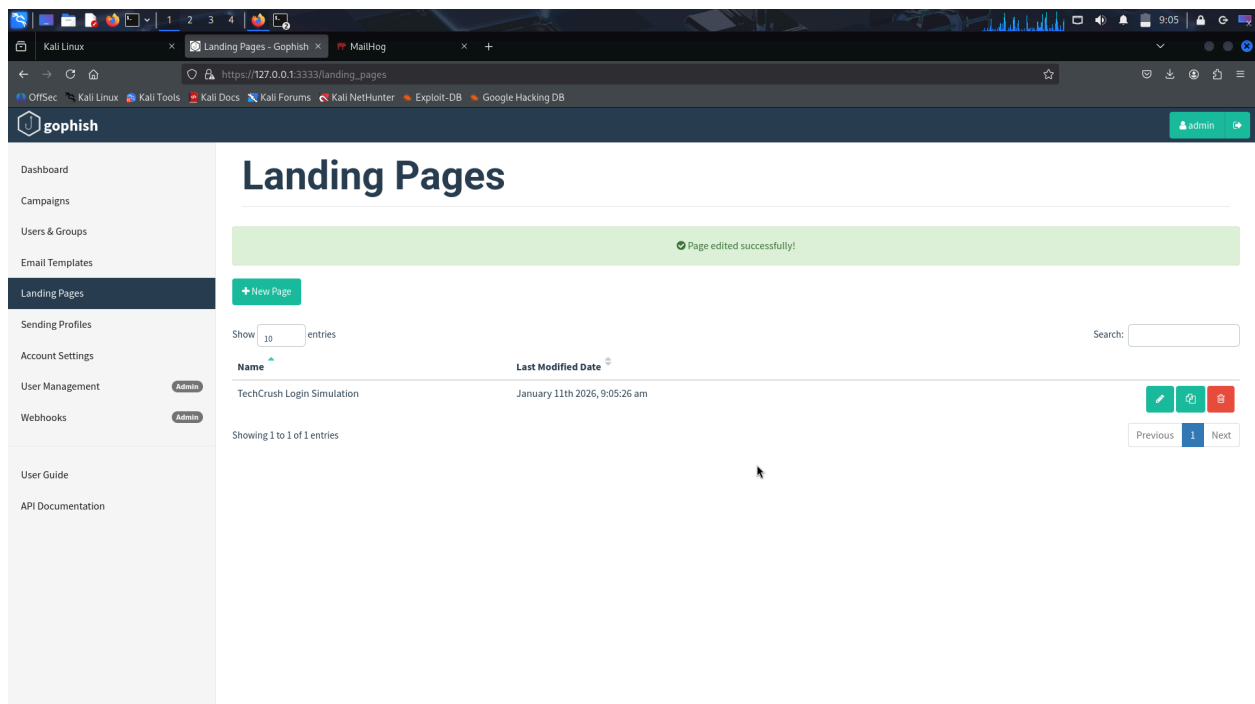 1 2 3 4 9:05
Kali Linux × Landing Pages - Gophish × MailHog × +
https://127.0.0.1:3333/landing_pages
OffSec Kali Linux Kali Tools Kali Docs Kali Forums Kali NetHunter Exploit-DB Google Hacking DB
gophish admin
Dashboard
Campaigns
Users & Groups
Email Templates
Landing Pages
Sending Profiles
Account Settings
User Management Admin
Webhooks Admin
User Guide
API Documentation
Landing Pages
Page edited successfully!
+ New Page
Show 10 entries Search:
Name Last Modified Date
TechCrush Login Simulation January 11th 2026, 9:05:26 am
Showing 1 to 1 of 1 entries Previous 1 Next